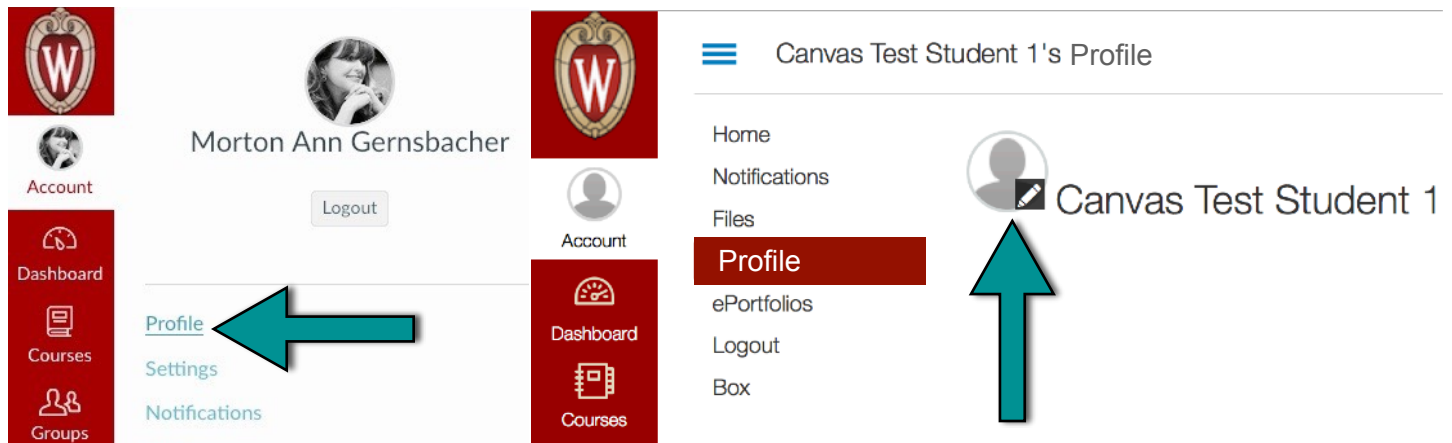 W
Account
Dashboard
Courses
Groups
Morton Ann Gernsbacher
Logout
Profile
Settings
Notifications
W
Account
Dashboard
Courses
Canvas Test Student 1's Profile
Home
Notifications
Files
Profile
ePortfolios
Logout
Box
Canvas Test Student 1